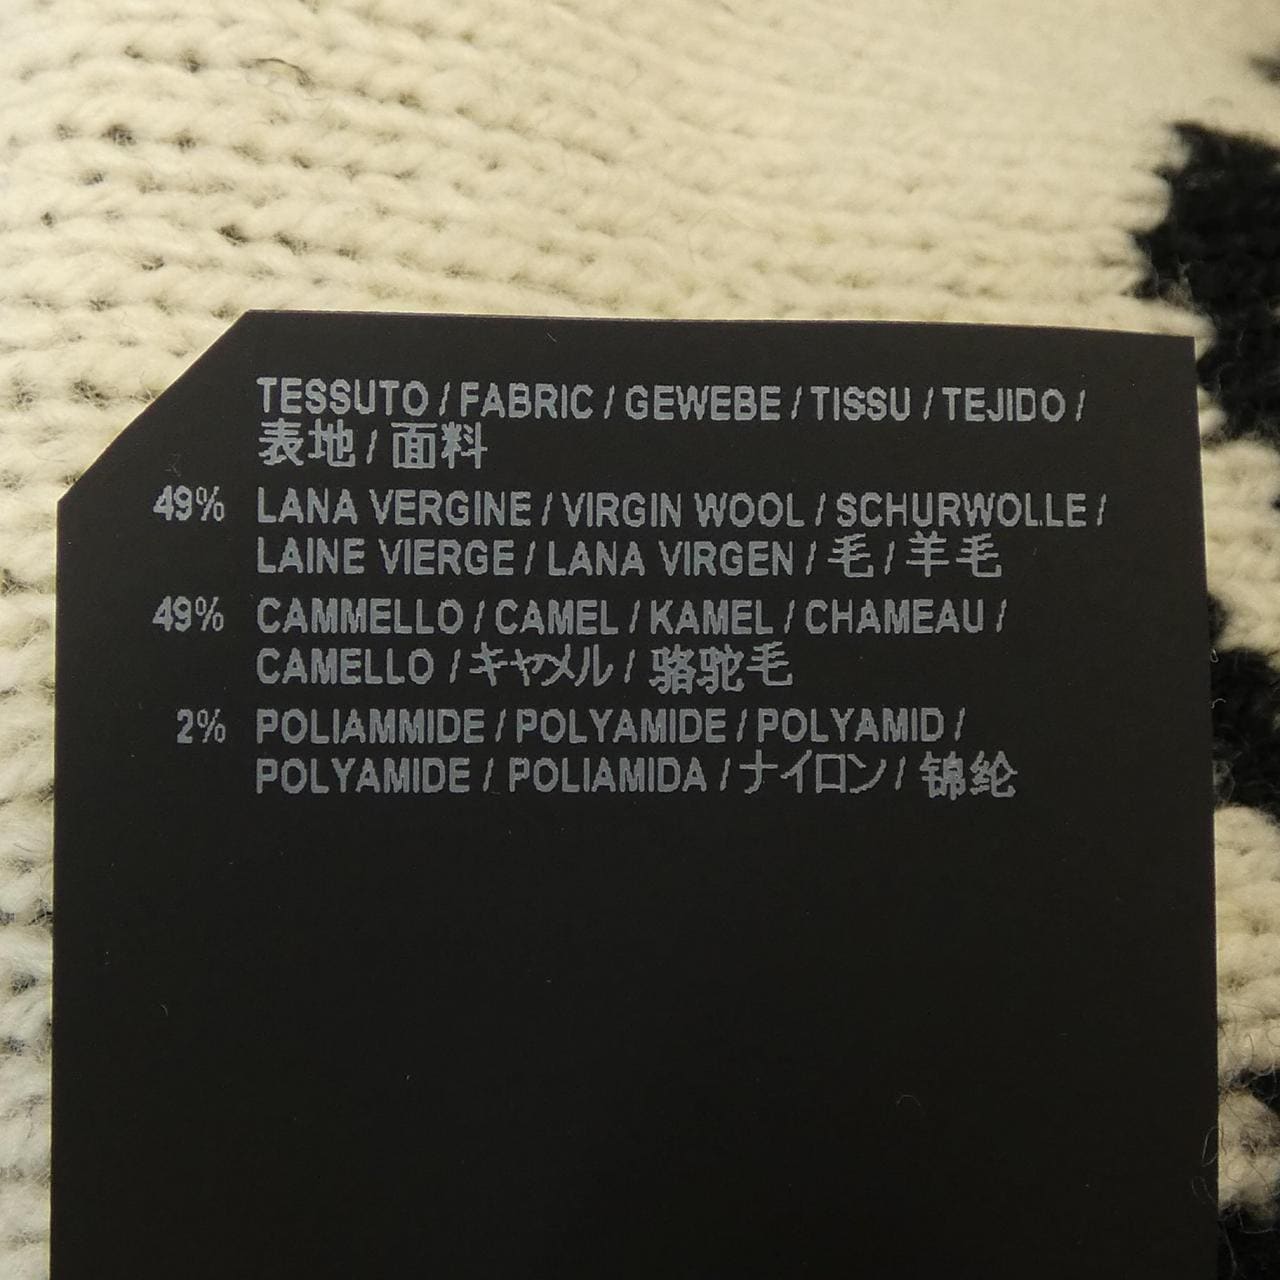 TESSUTO / FABRIC / GEWEBE / TISSU / TEJIDO /
表地 / 面料
49% LANA VERGINE / VIRGIN WOOL / SCHURWOLLE /
LAINE VIERGE / LANA VIRGEN / 毛 / 羊毛
49% CAMMELLO / CAMEL / KAMEL / CHAMEAU /
CAMELLO / キャメル / 骆驼毛
2% POLIAMMIDE / POLYAMIDE / POLYAMID /
POLYAMIDE / POLIAMIDA / ナイロン / 锦纶